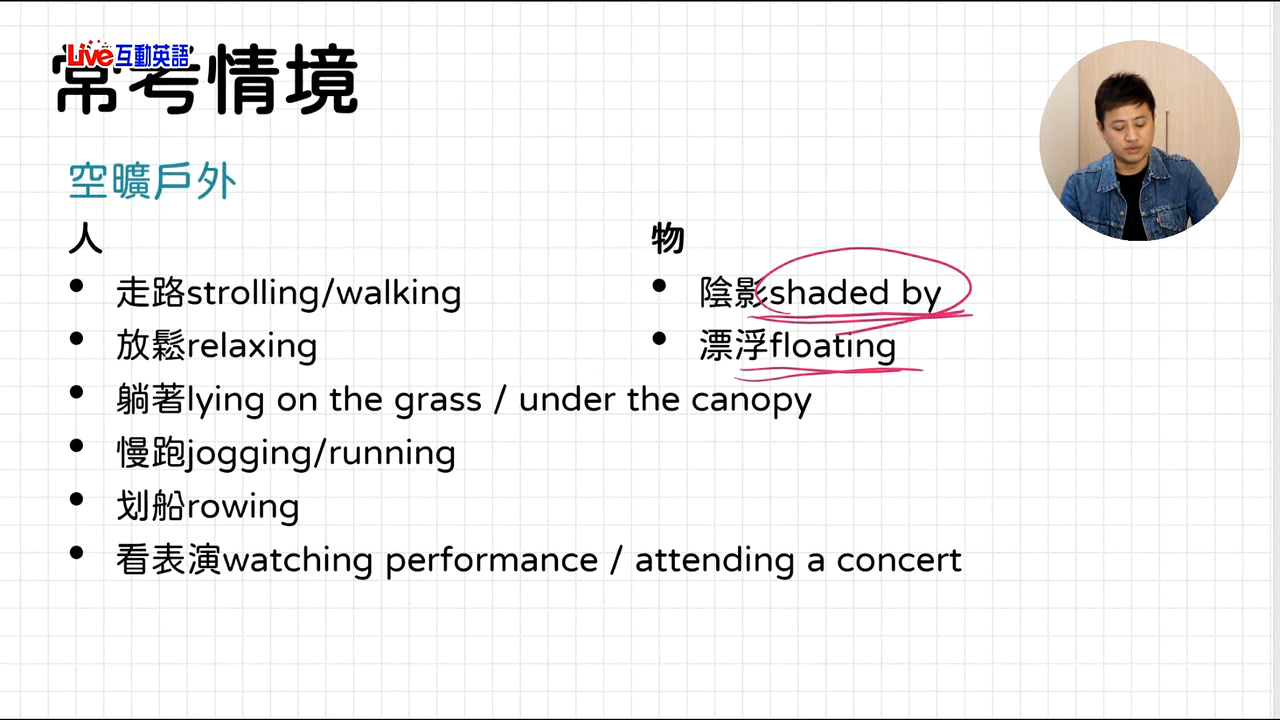 Live互動英語
常考情境
空曠戶外
人
• 走路strolling/walking
• 放鬆relaxing
• 躺著lying on the grass / under the canopy
• 慢跑jogging/running
• 划船rowing
• 看表演watching performance / attending a concert
物
• 陰影shaded by
• 漂浮floating